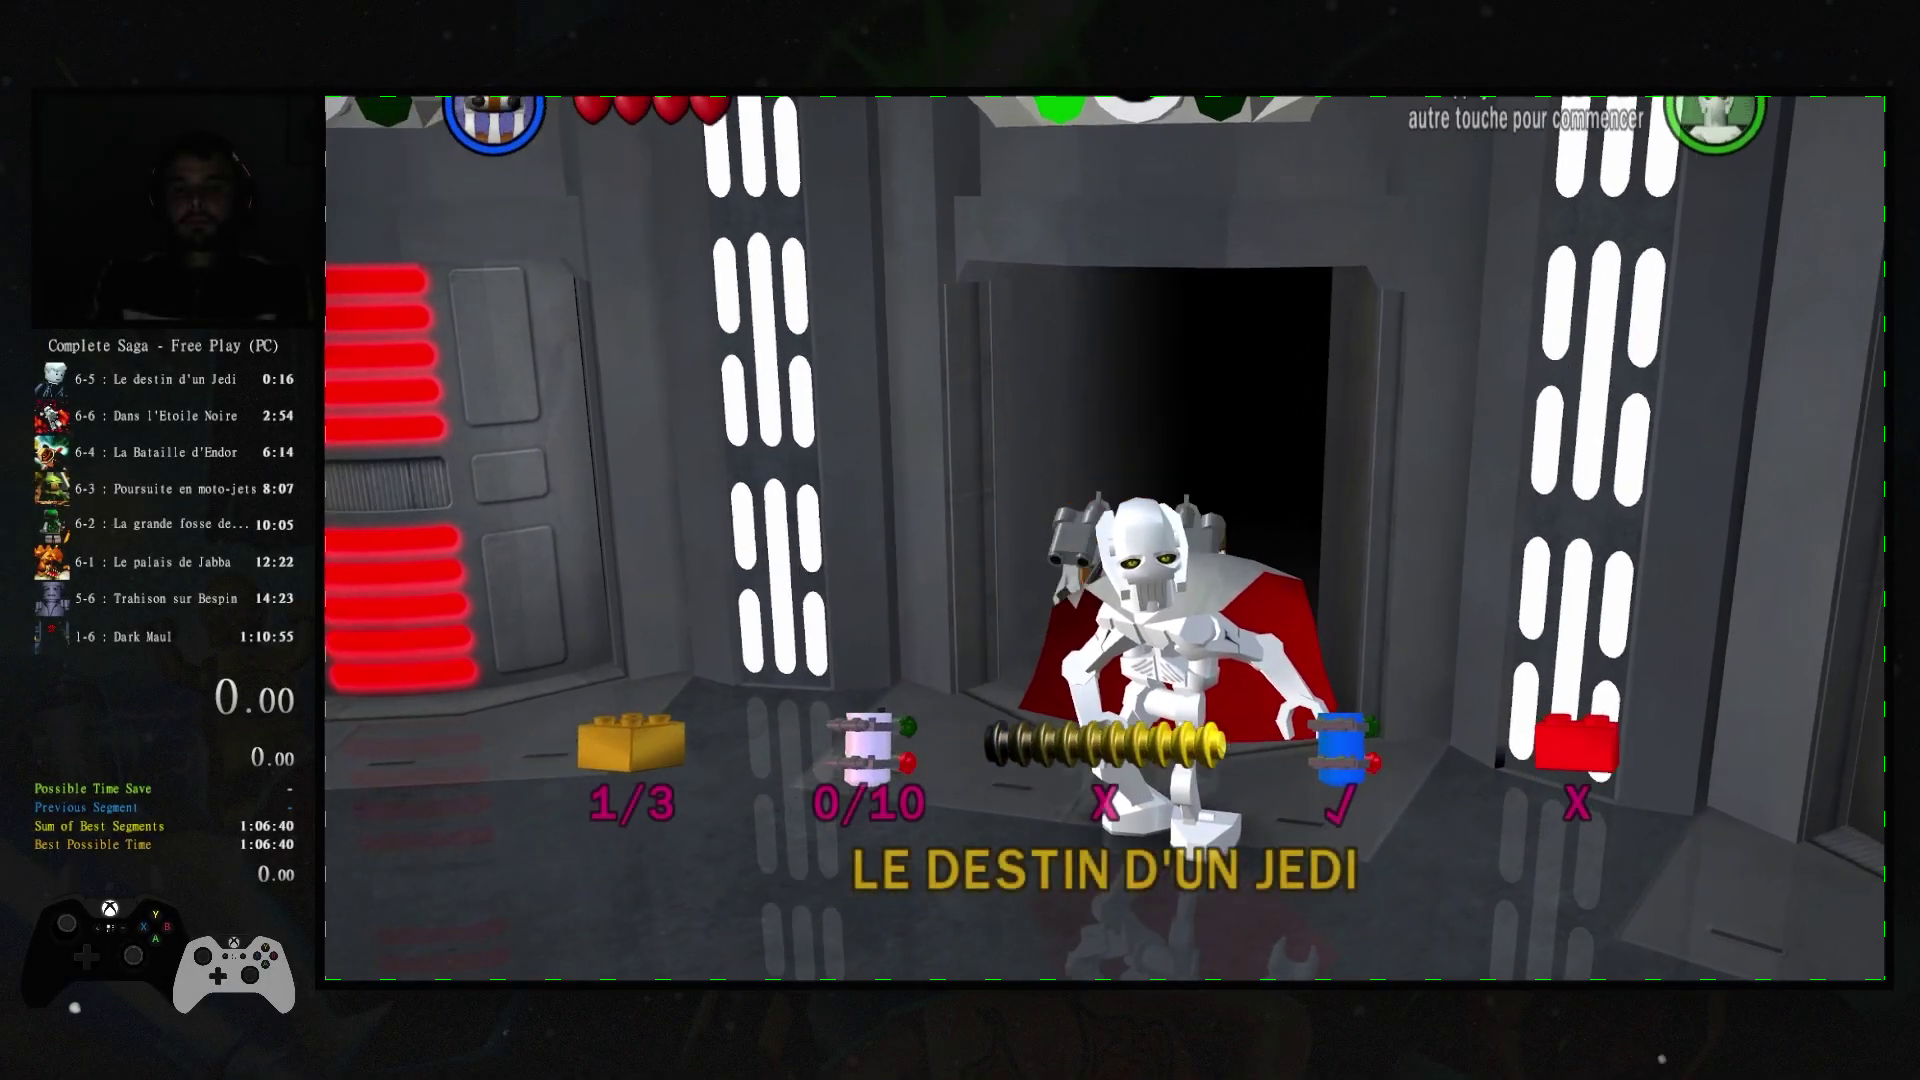 autre touche pour commencer
Complete Saga - Free Play (PC)
6-5 : Le destin d'un Jedi 0:16
6-6 : Dans l'Etoile Noire 2:54
6-4 : La Bataille d'Endor 6:14
6-3 : Poursuite en moto-jets 8:07
6-2 : La grande fosse de... 10:05
6-1 : Le palais de Jabba 12:22
5-6 : Trahison sur Bespin 14:23
1-6 : Dark Maul 1:10:55
0.00
0.00
Possible Time Save -
Previous Segment -
Sum of Best Segments 1:06:40
Best Possible Time 1:06:40
0.00
1/3 0/10 X ✓ X
LE DESTIN D'UN JEDI
Y
X B
A